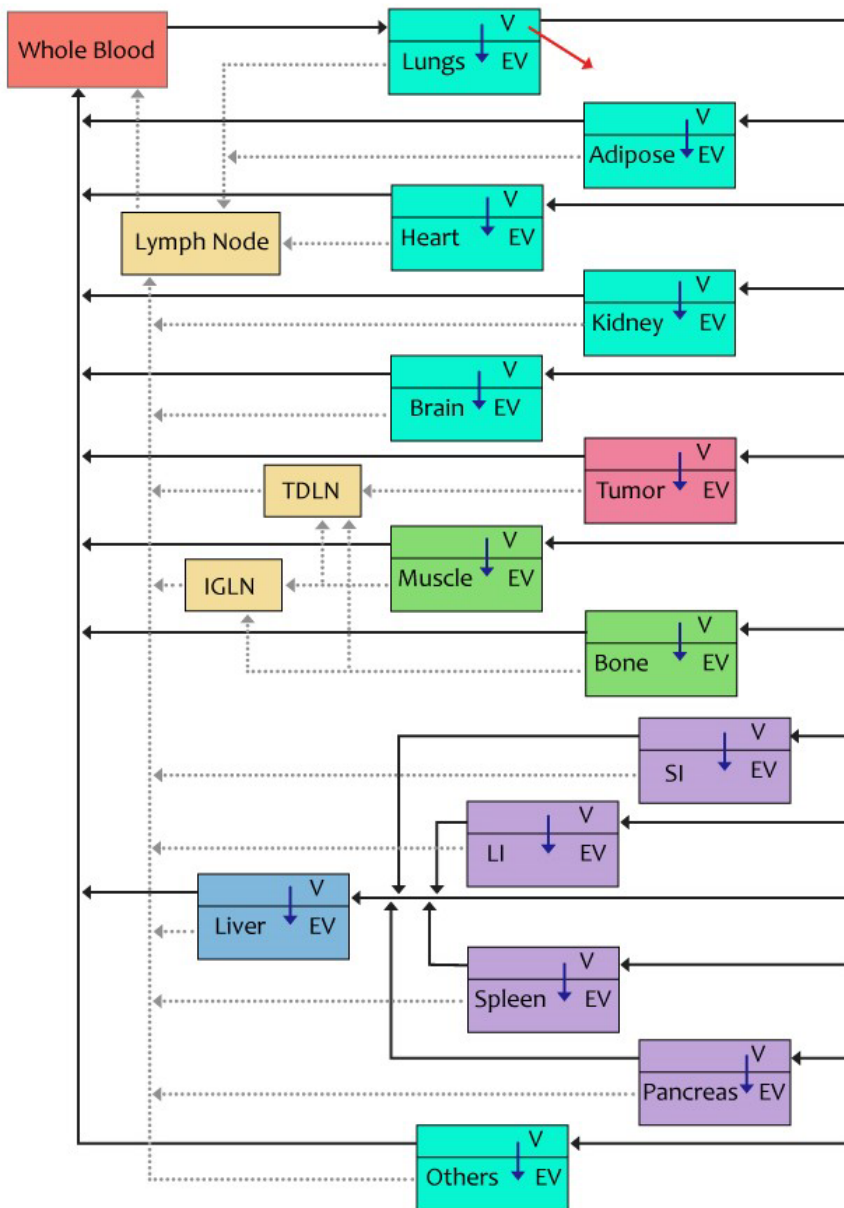 Whole Blood
V
Lungs EV
V
Adipose EV
V
Heart EV
Lymph Node
V
Kidney EV
V
Brain EV
V
Tumor EV
TDLN
V
Muscle EV
IGLN
V
Bone EV
V
SI EV
V
LI EV
V
Liver EV
V
Spleen EV
V
Pancreas EV
V
Others EV